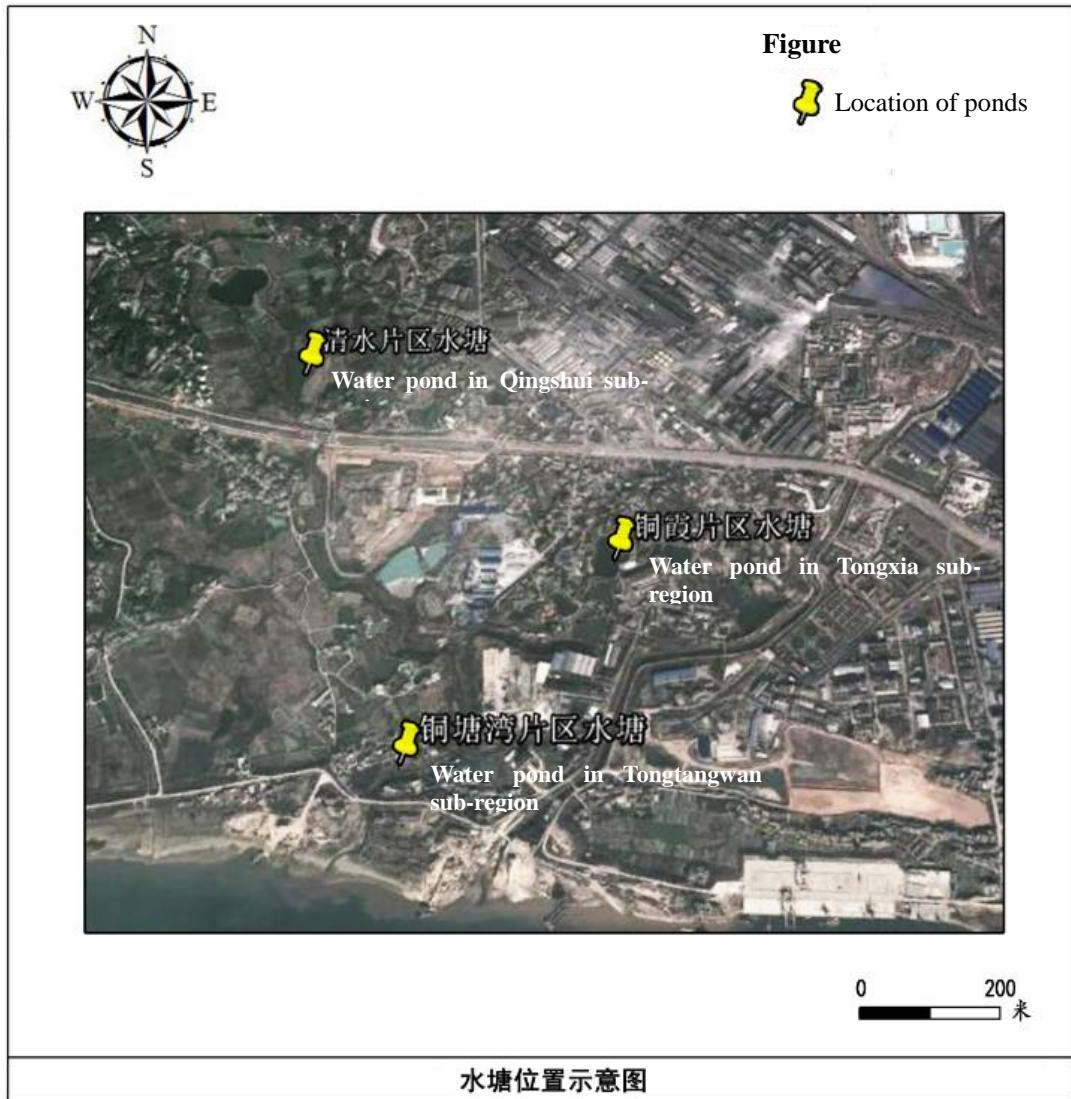 N
Figure
W
E
Location of ponds
S
清水片区水塘
Water pond in Qingshui sub-
铜霞片区水塘
Water pond in Tongxia sub-
region
铜塘湾片区水塘
Water pond in Tongtangwan
sub-region
0 200
米
水塘位置示意图